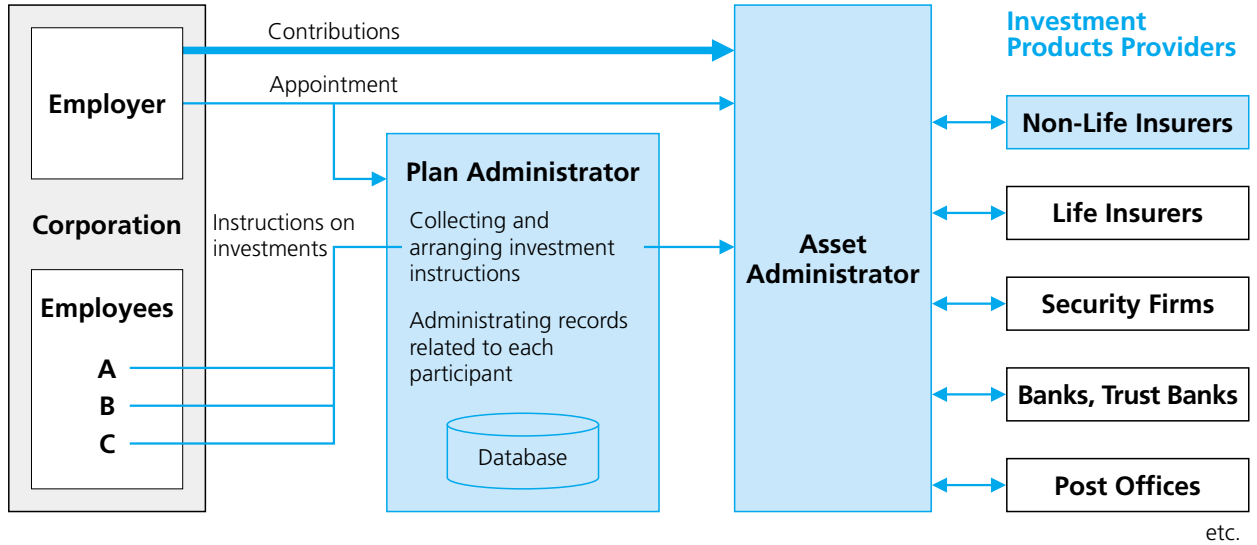 Contributions
Appointment
Employer
Corporation
Instructions on
investments
Employees
A
B
C
Plan Administrator
Collecting and
arranging investment
instructions
Administrating records
related to each
participant
Database
Asset
Administrator
Investment
Products Providers
Non-Life Insurers
Life Insurers
Security Firms
Banks, Trust Banks
Post Offices
etc.